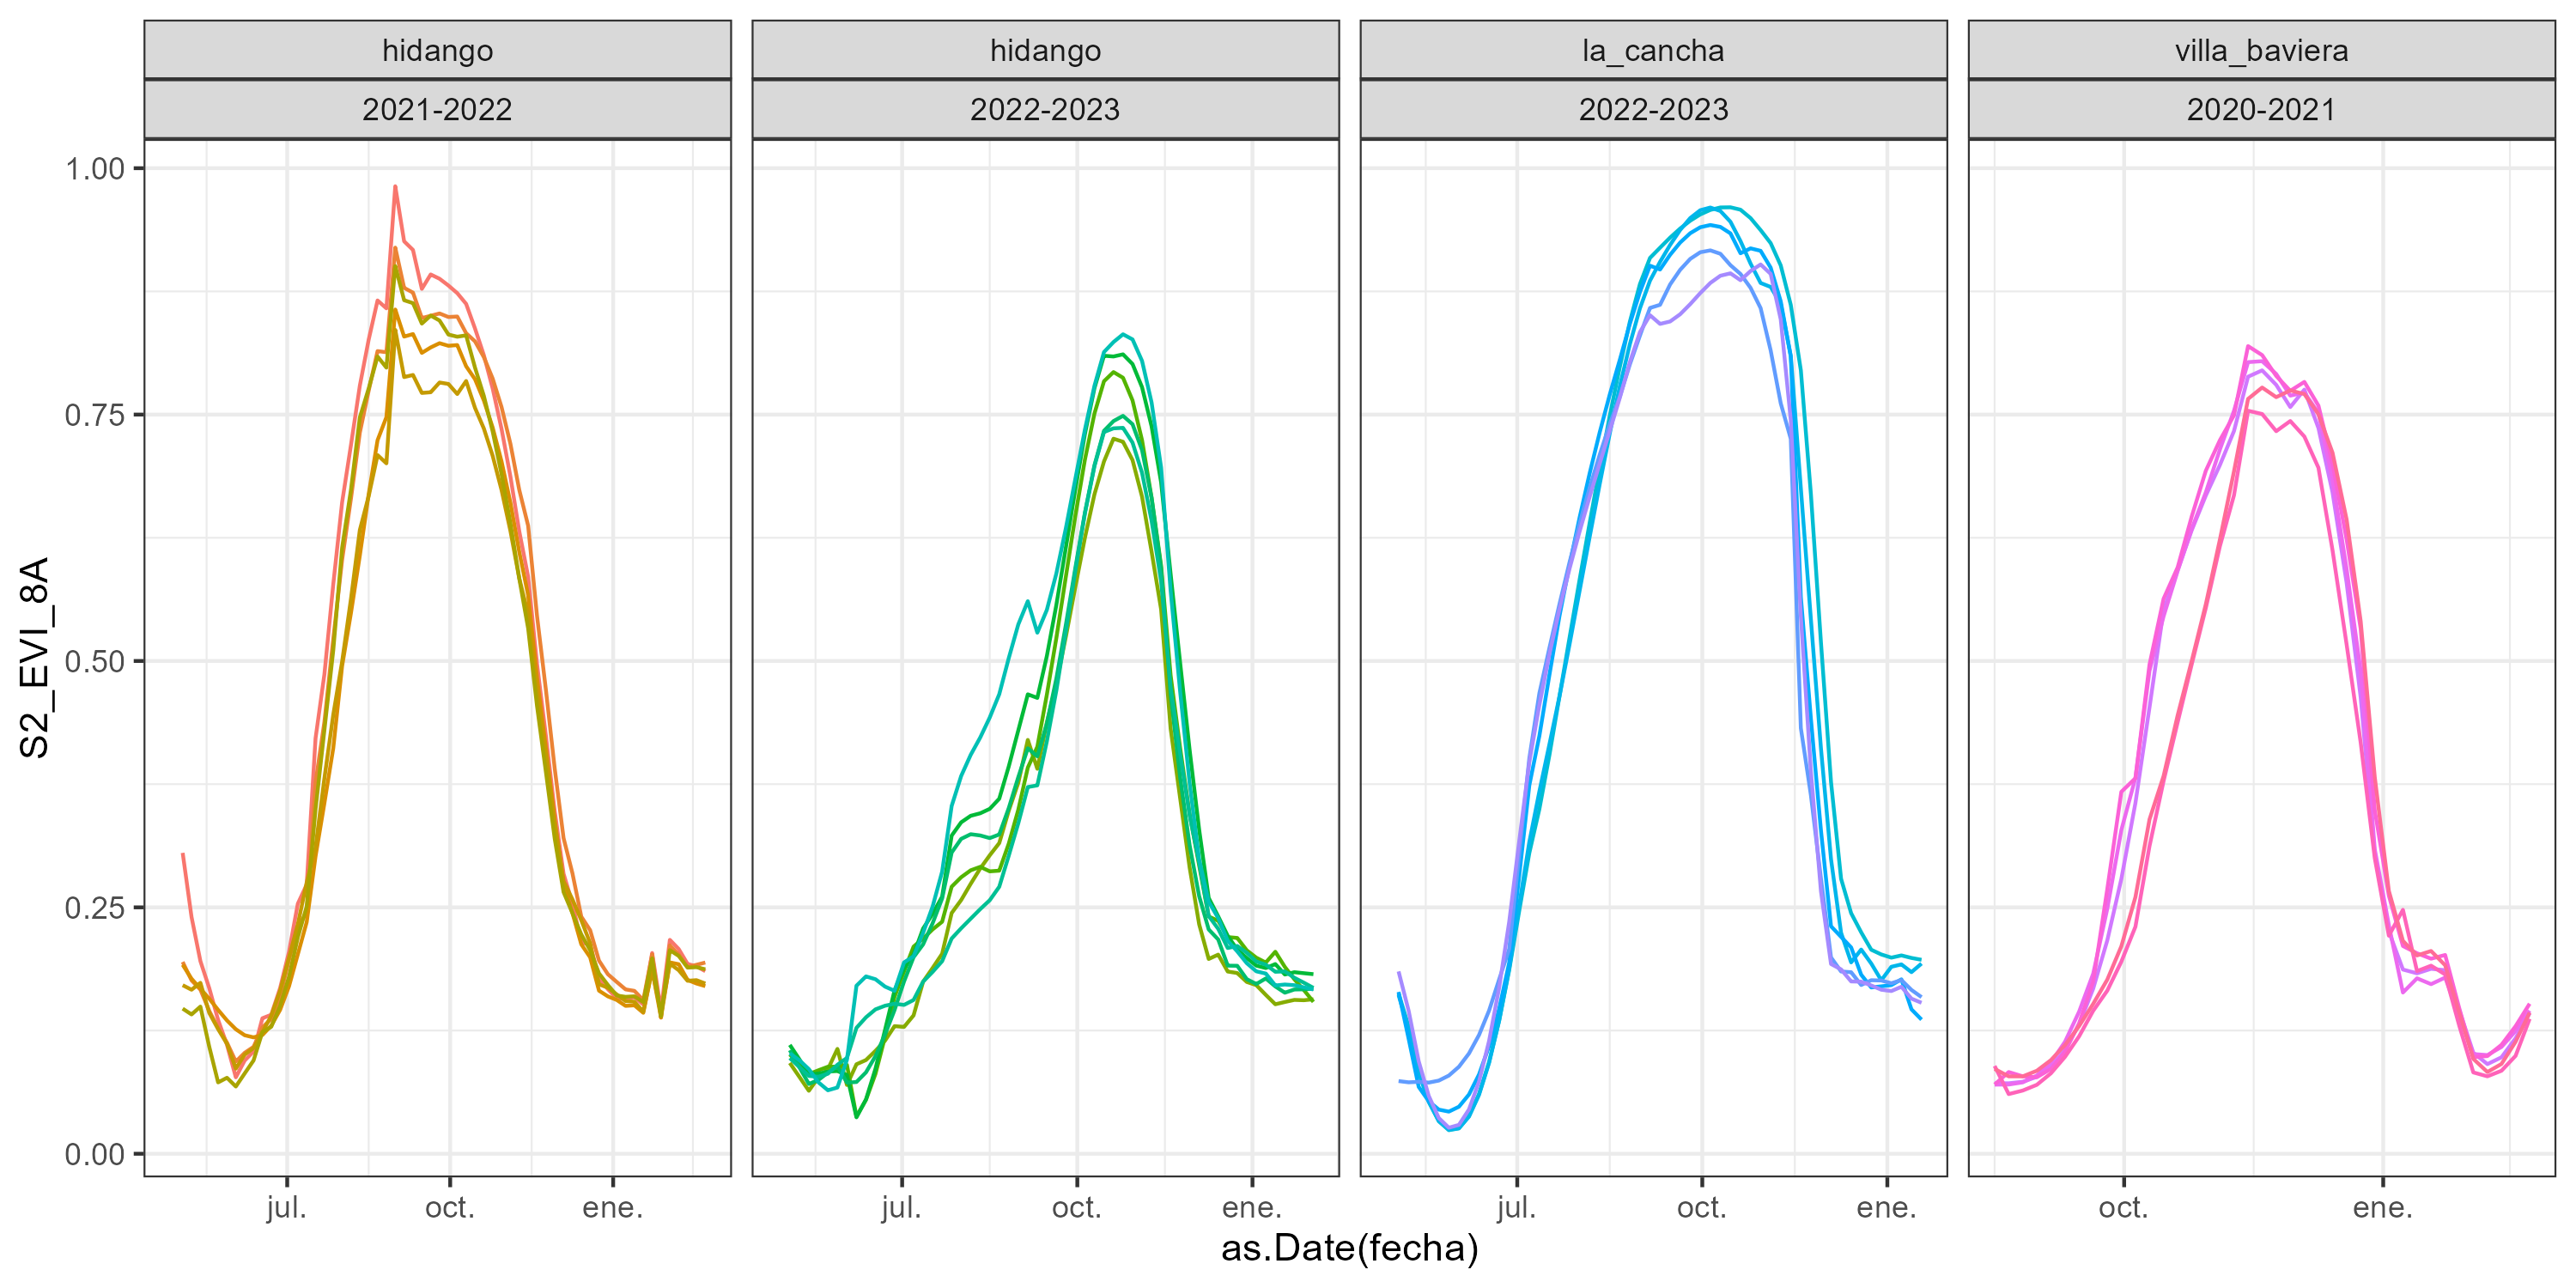 hidango
hidango
la_cancha
villa_baviera
2021-2022
2022-2023
2022-2023
2020-2021
1.00
0.75
0.50
0.25
0.00
S2_EVI_8A
jul.
oct.
ene.
jul.
oct.
ene.
jul.
oct.
ene.
oct.
ene.
as.Date(fecha)